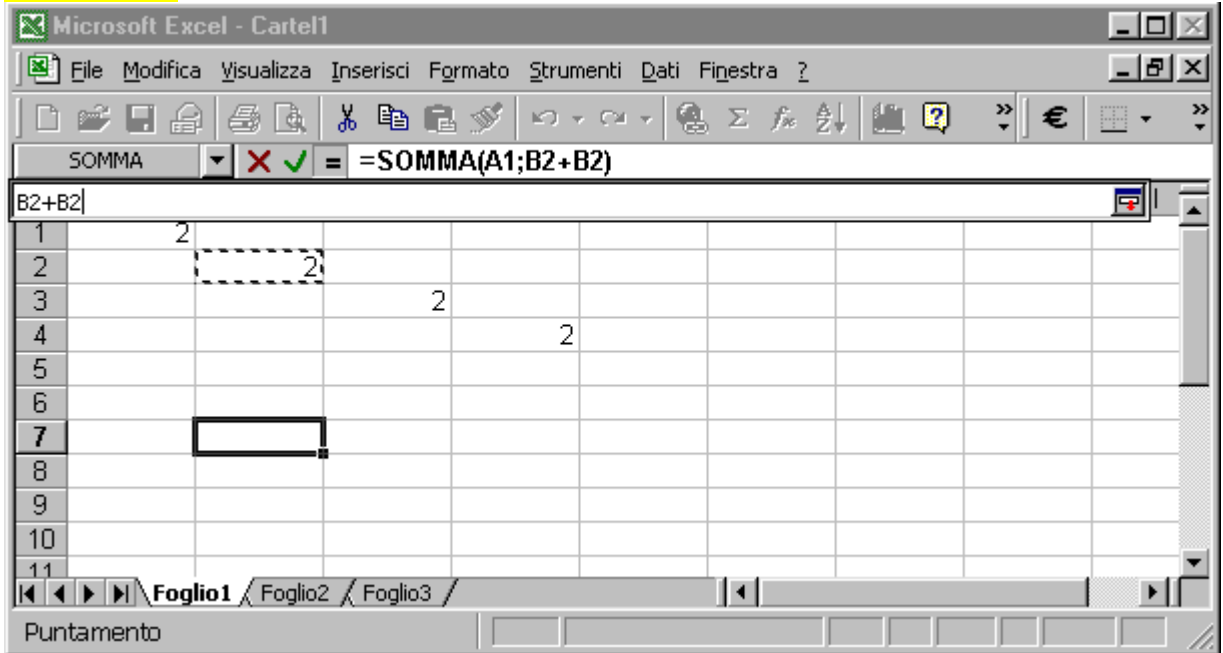 Microsoft Excel - Cartel1
File Modifica Visualizza Inserisci Formato Strumenti Dati Finestra ?
SOMMA = =SOMMA(A1;B2+B2)
B2+B2
1 2
2 2
3 2
4 2
5
6
7
8
9
10
11
Foglio1 Foglio2 Foglio3
Puntamento